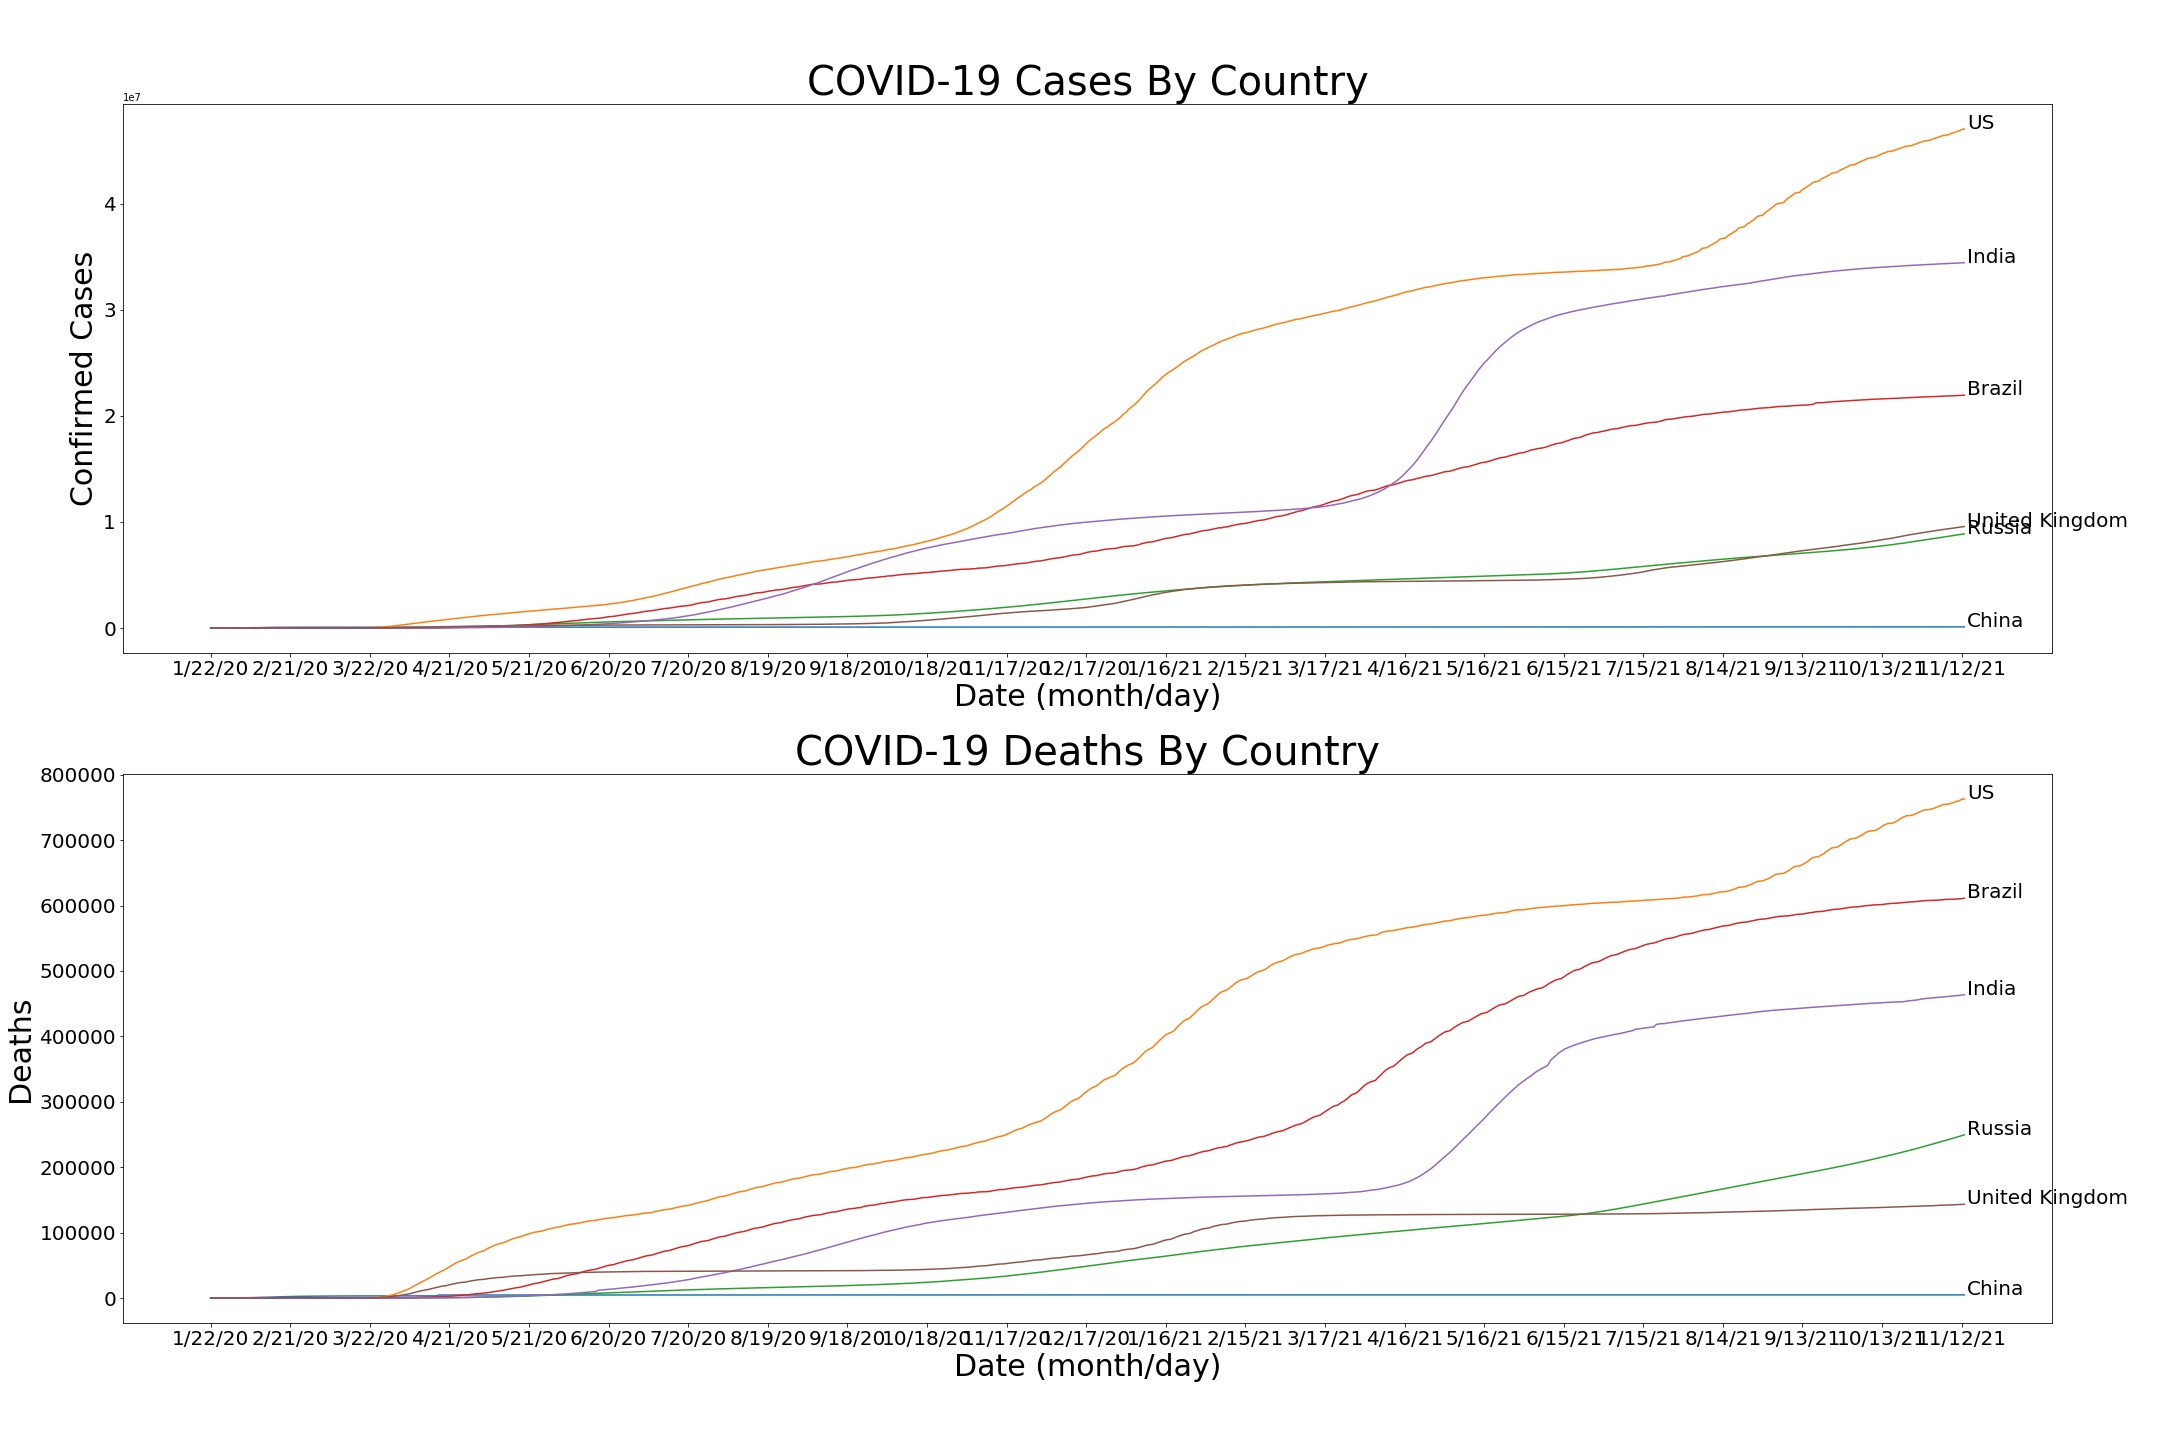 COVID-19 Cases By Country
1e7
US
4
India
3
Confirmed Cases
Brazil
2
United Kingdom
Russia
1
China
0
1/22/20 2/21/20 3/22/20 4/21/20 5/21/20 6/20/20 7/20/20 8/19/20 9/18/20 10/18/20 11/17/20 12/17/20 1/16/21 2/15/21 3/17/21 4/16/21 5/16/21 6/15/21 7/15/21 8/14/21 9/13/21 10/13/21 11/12/21
Date (month/day)
COVID-19 Deaths By Country
800000
US
700000
Brazil
600000
500000
India
Deaths
400000
300000
Russia
200000
United Kingdom
100000
China
0
1/22/20 2/21/20 3/22/20 4/21/20 5/21/20 6/20/20 7/20/20 8/19/20 9/18/20 10/18/20 11/17/20 12/17/20 1/16/21 2/15/21 3/17/21 4/16/21 5/16/21 6/15/21 7/15/21 8/14/21 9/13/21 10/13/21 11/12/21
Date (month/day)